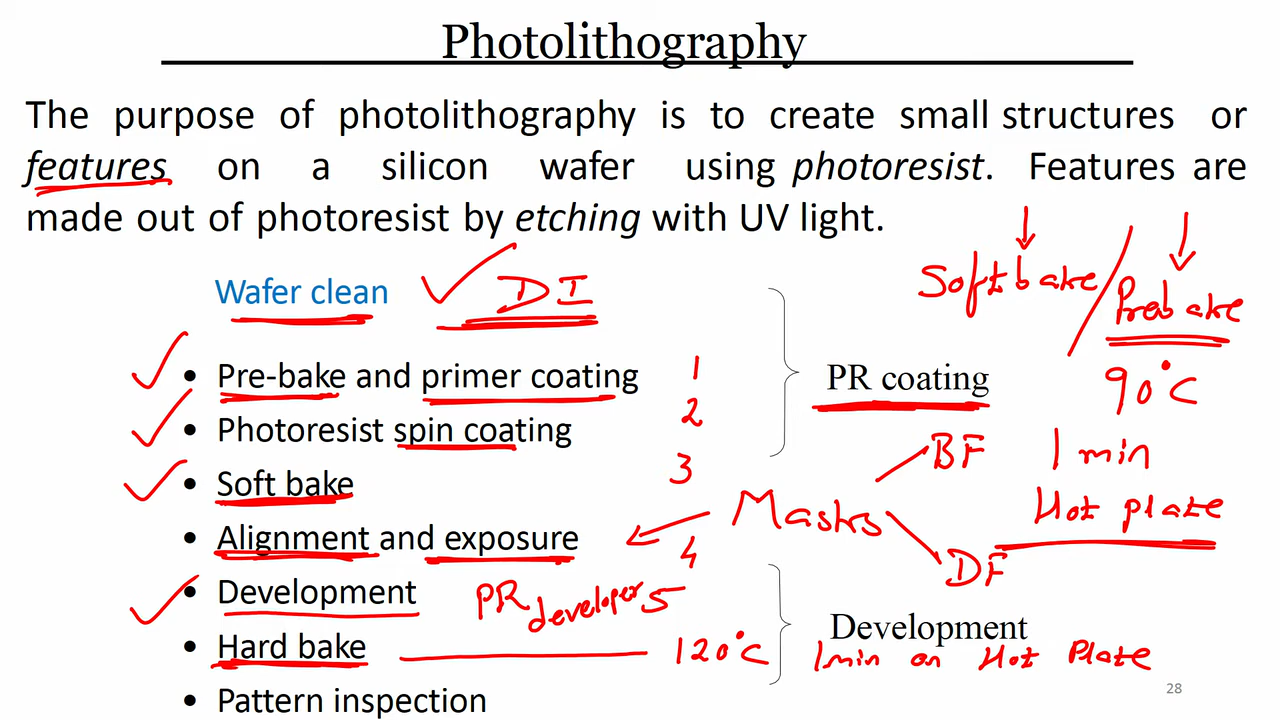 Photolithography
The purpose of photolithography is to create small structures or
features on a silicon wafer using photoresist. Features are
made out of photoresist by etching with UV light.
Wafer clean DI
Soft bake / Prebake
90°C
1 min
Hot plate
• Pre-bake and primer coating 1
• Photoresist spin coating 2
• Soft bake 3
PR coating
• Alignment and exposure 4
Masks
BF
DF
• Development PR developer 5
• Hard bake 120°C
Development
1min on Hot Plate
• Pattern inspection
28